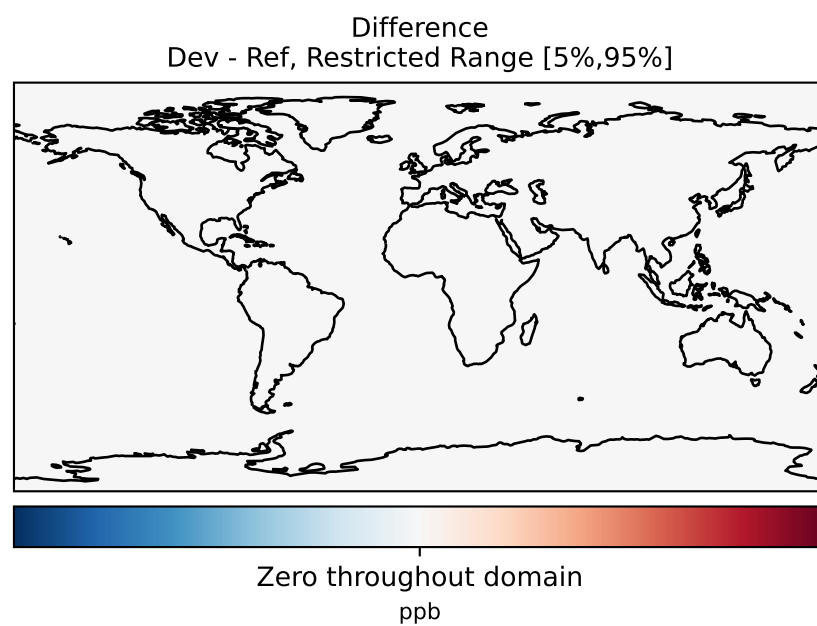 Difference
Dev - Ref, Restricted Range [5%,95%]
Zero throughout domain
ppb